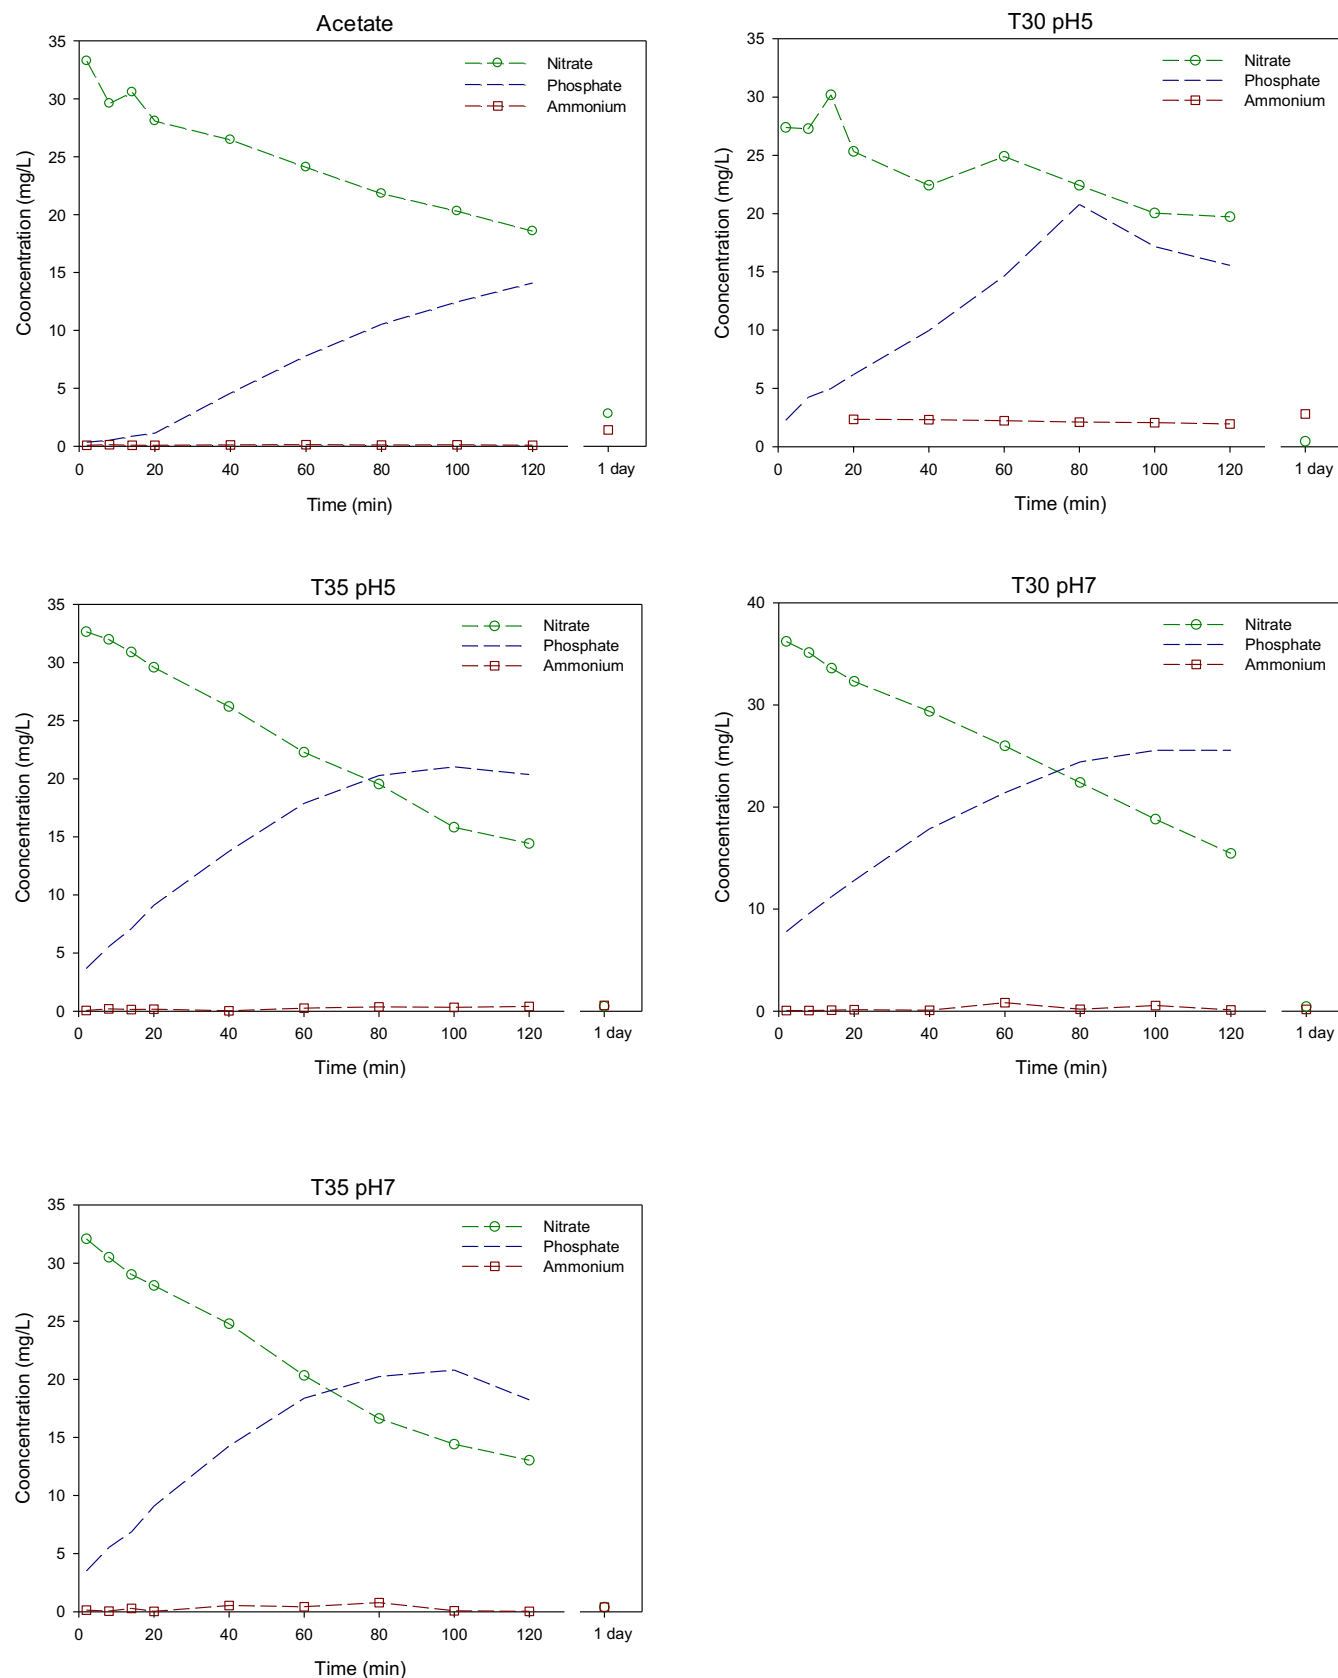 Acetate
35
30
25
20
15
10
5
0
Cooncentration (mg/L)
Nitrate
Phosphate
Ammonium
0 20 40 60 80 100 120 1 day
Time (min)
T30 pH5
35
30
25
20
15
10
5
0
Cooncentration (mg/L)
Nitrate
Phosphate
Ammonium
0 20 40 60 80 100 120 1 day
Time (min)
T35 pH5
35
30
25
20
15
10
5
0
Cooncentration (mg/L)
Nitrate
Phosphate
Ammonium
0 20 40 60 80 100 120 1 day
Time (min)
T30 pH7
40
30
20
10
0
Cooncentration (mg/L)
Nitrate
Phosphate
Ammonium
0 20 40 60 80 100 120 1 day
Time (min)
T35 pH7
35
30
25
20
15
10
5
0
Cooncentration (mg/L)
Nitrate
Phosphate
Ammonium
0 20 40 60 80 100 120 1 day
Time (min)